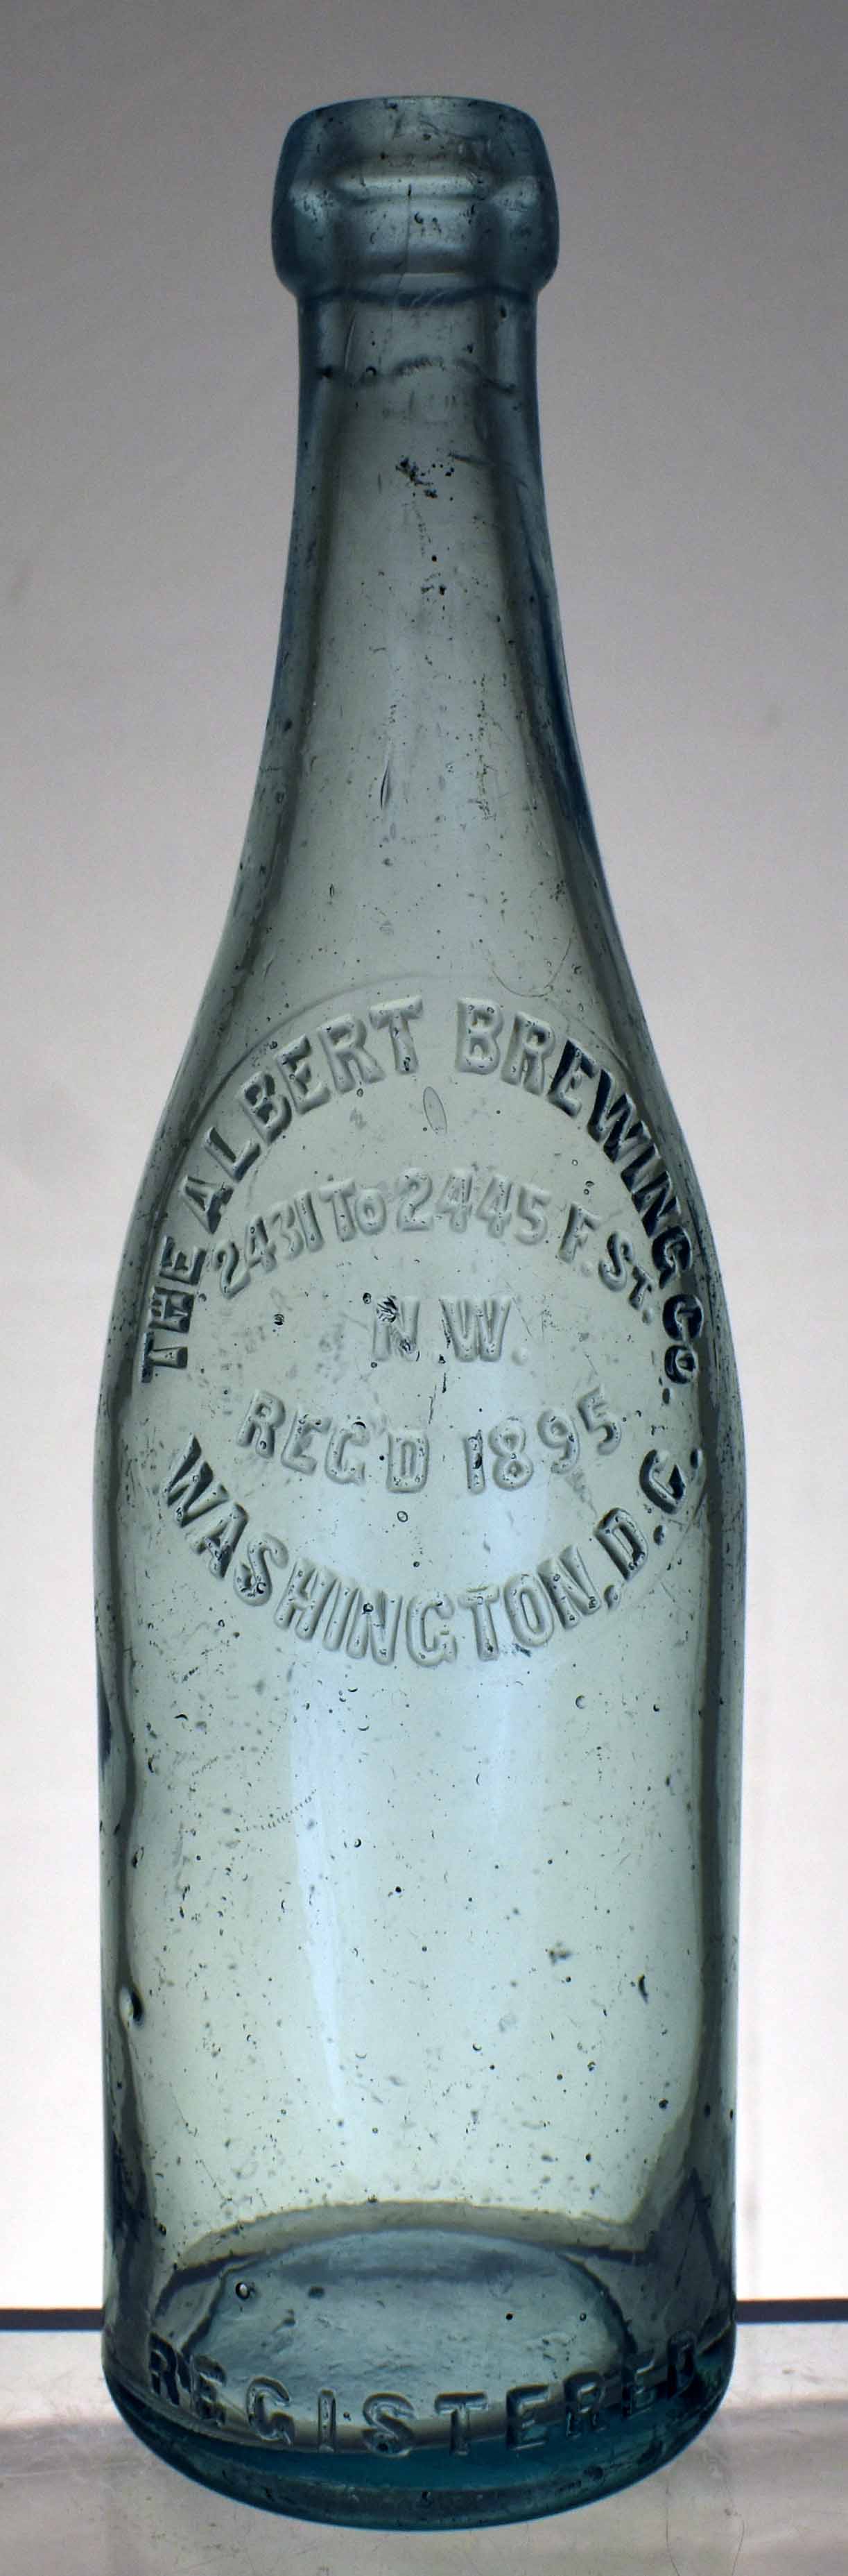 THE ALBERT BREWING Co.
2431 To 2445 F. ST.
N.W.
REG'D 1895
WASHINGTON, D.C.
REGISTERED